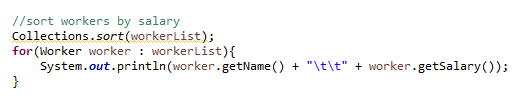 //sort workers by salary
Collections.sort(workerList);
for(Worker worker : workerList){
    System.out.println(worker.getName() + "\t\t" + worker.getSalary());
}